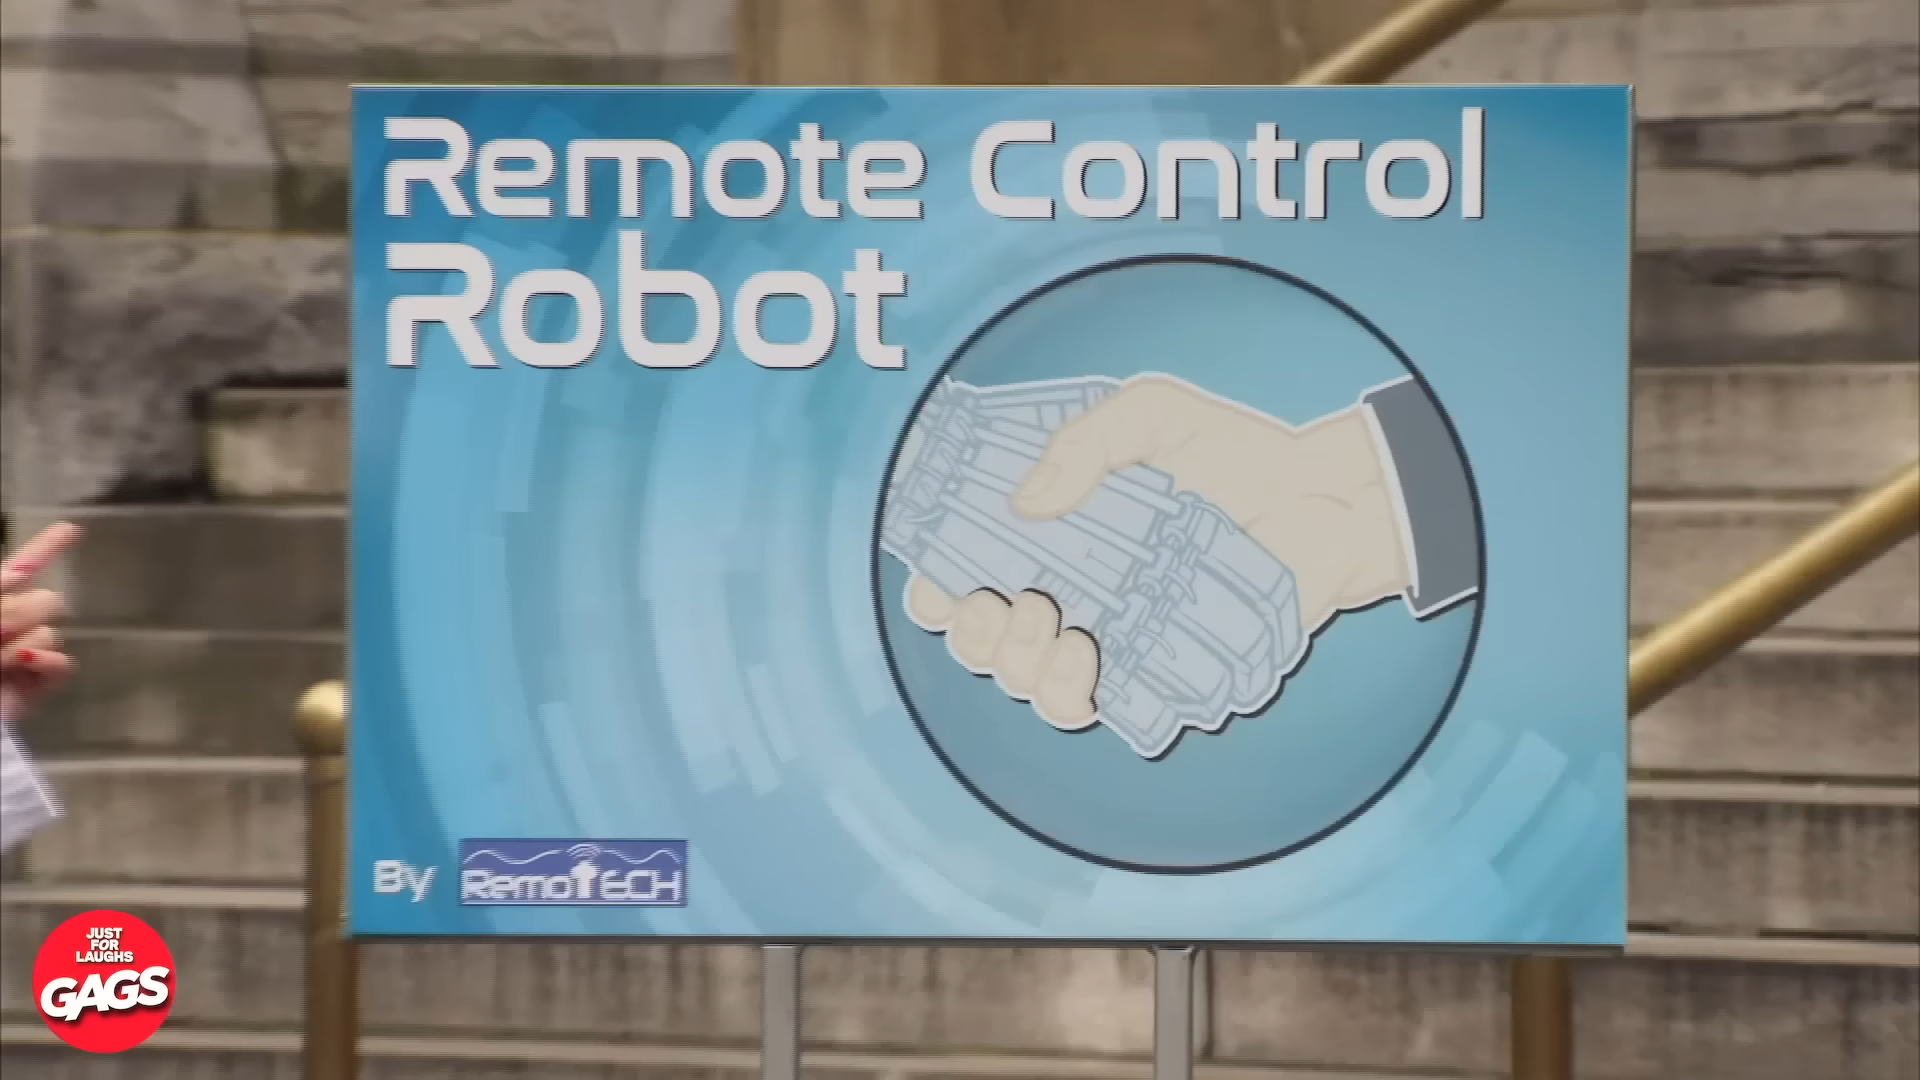 Remote Control
Robot
By RemoTECH
JUST
FOR
LAUGHS
GAGS